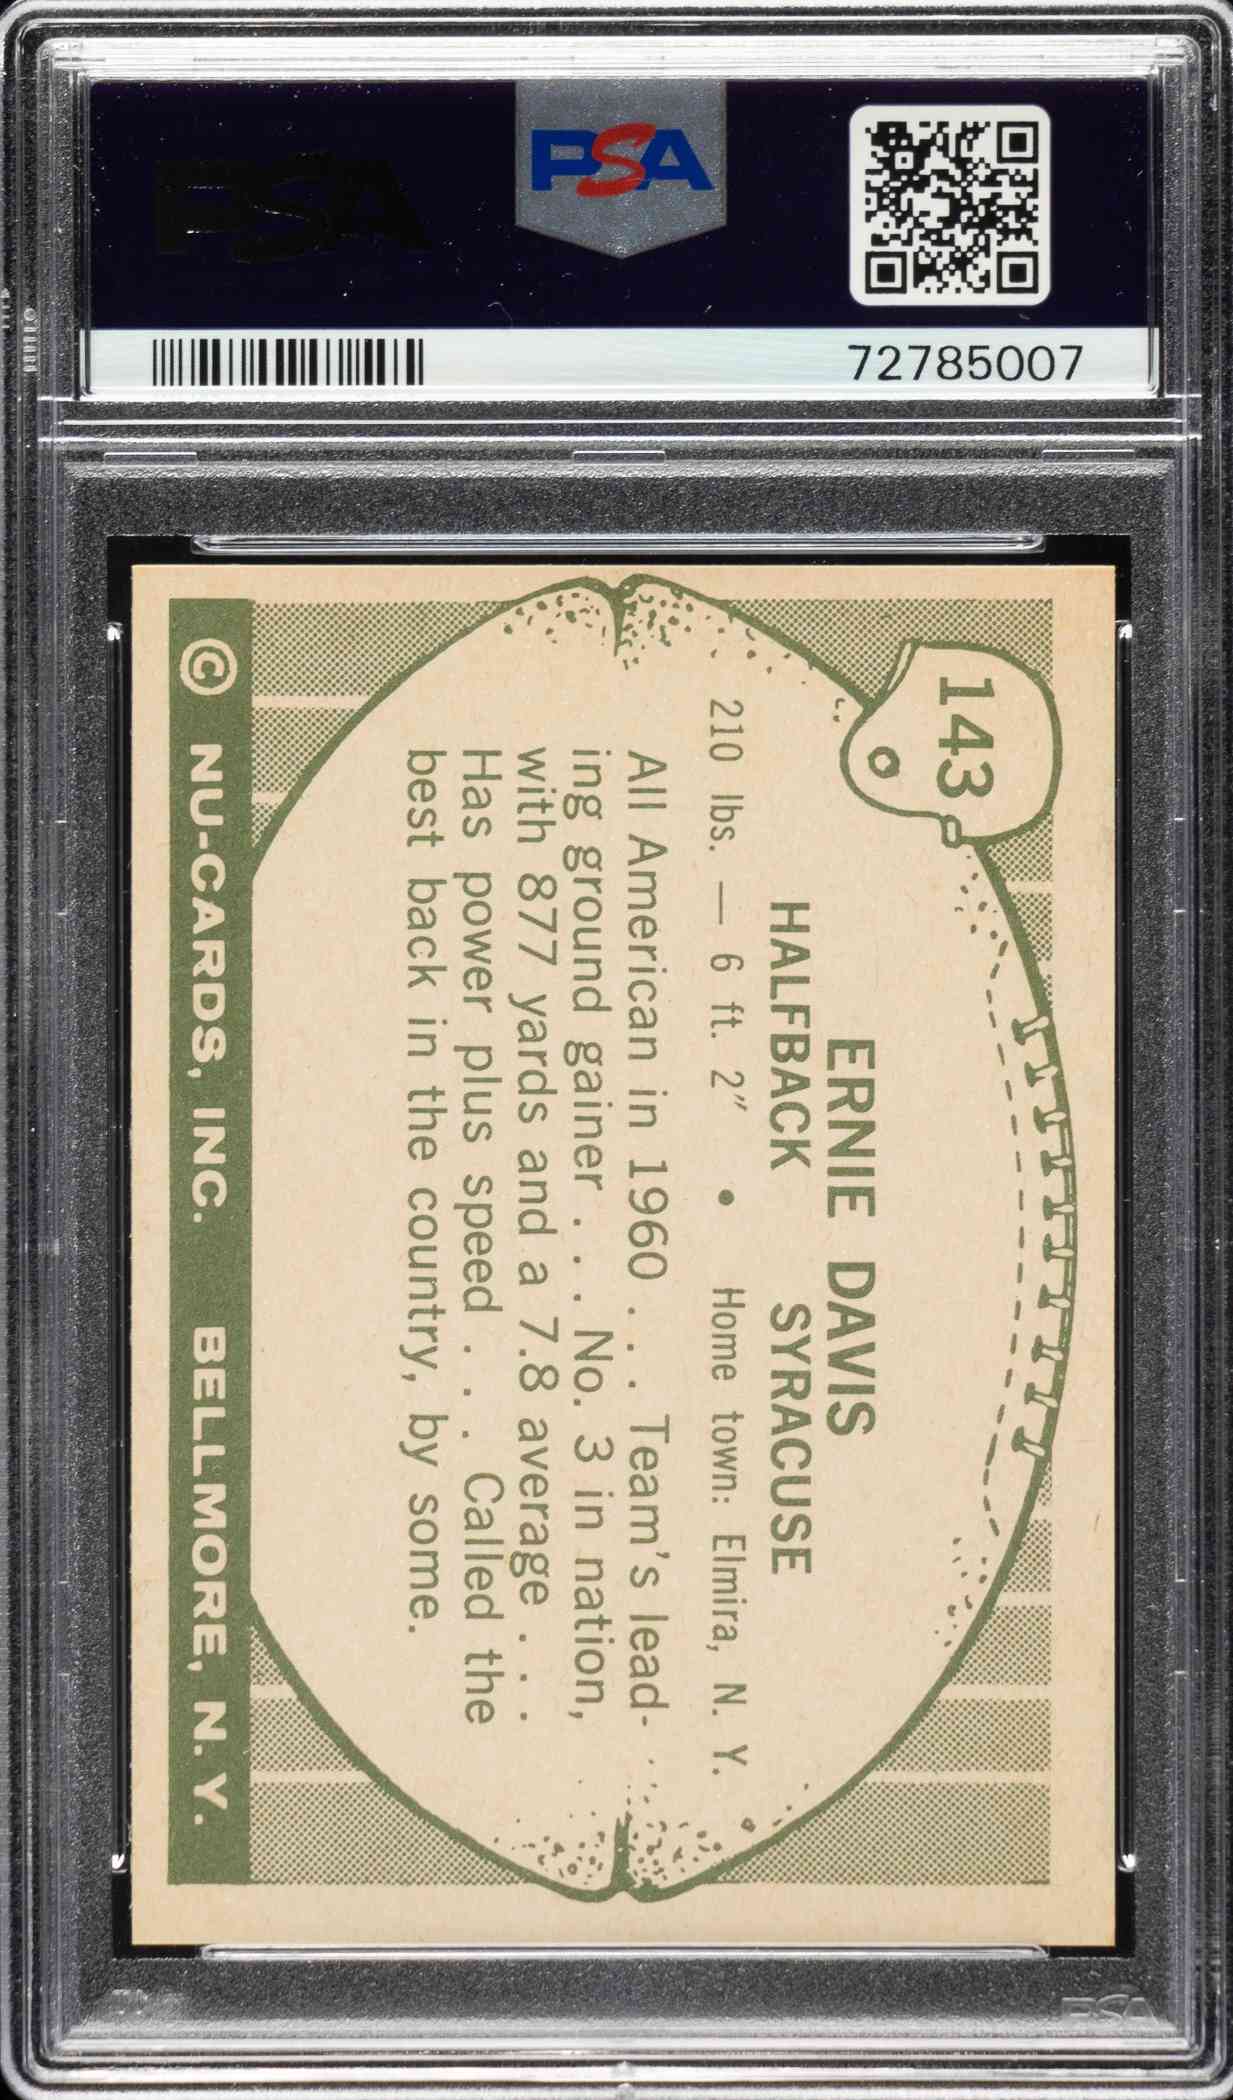 PSA
PSA
72785007
143
ERNIE DAVIS
HALFBACK SYRACUSE
210 lbs. — 6 ft. 2″ • Home town: Elmira, N. Y.
All American in 1960 . . . Team's lead-
ing ground gainer . . . No. 3 in nation,
with 877 yards and a 7.8 average . . .
Has power plus speed . . . Called the
best back in the country, by some.
© NU-CARDS, INC. BELLMORE, N. Y.
PSA